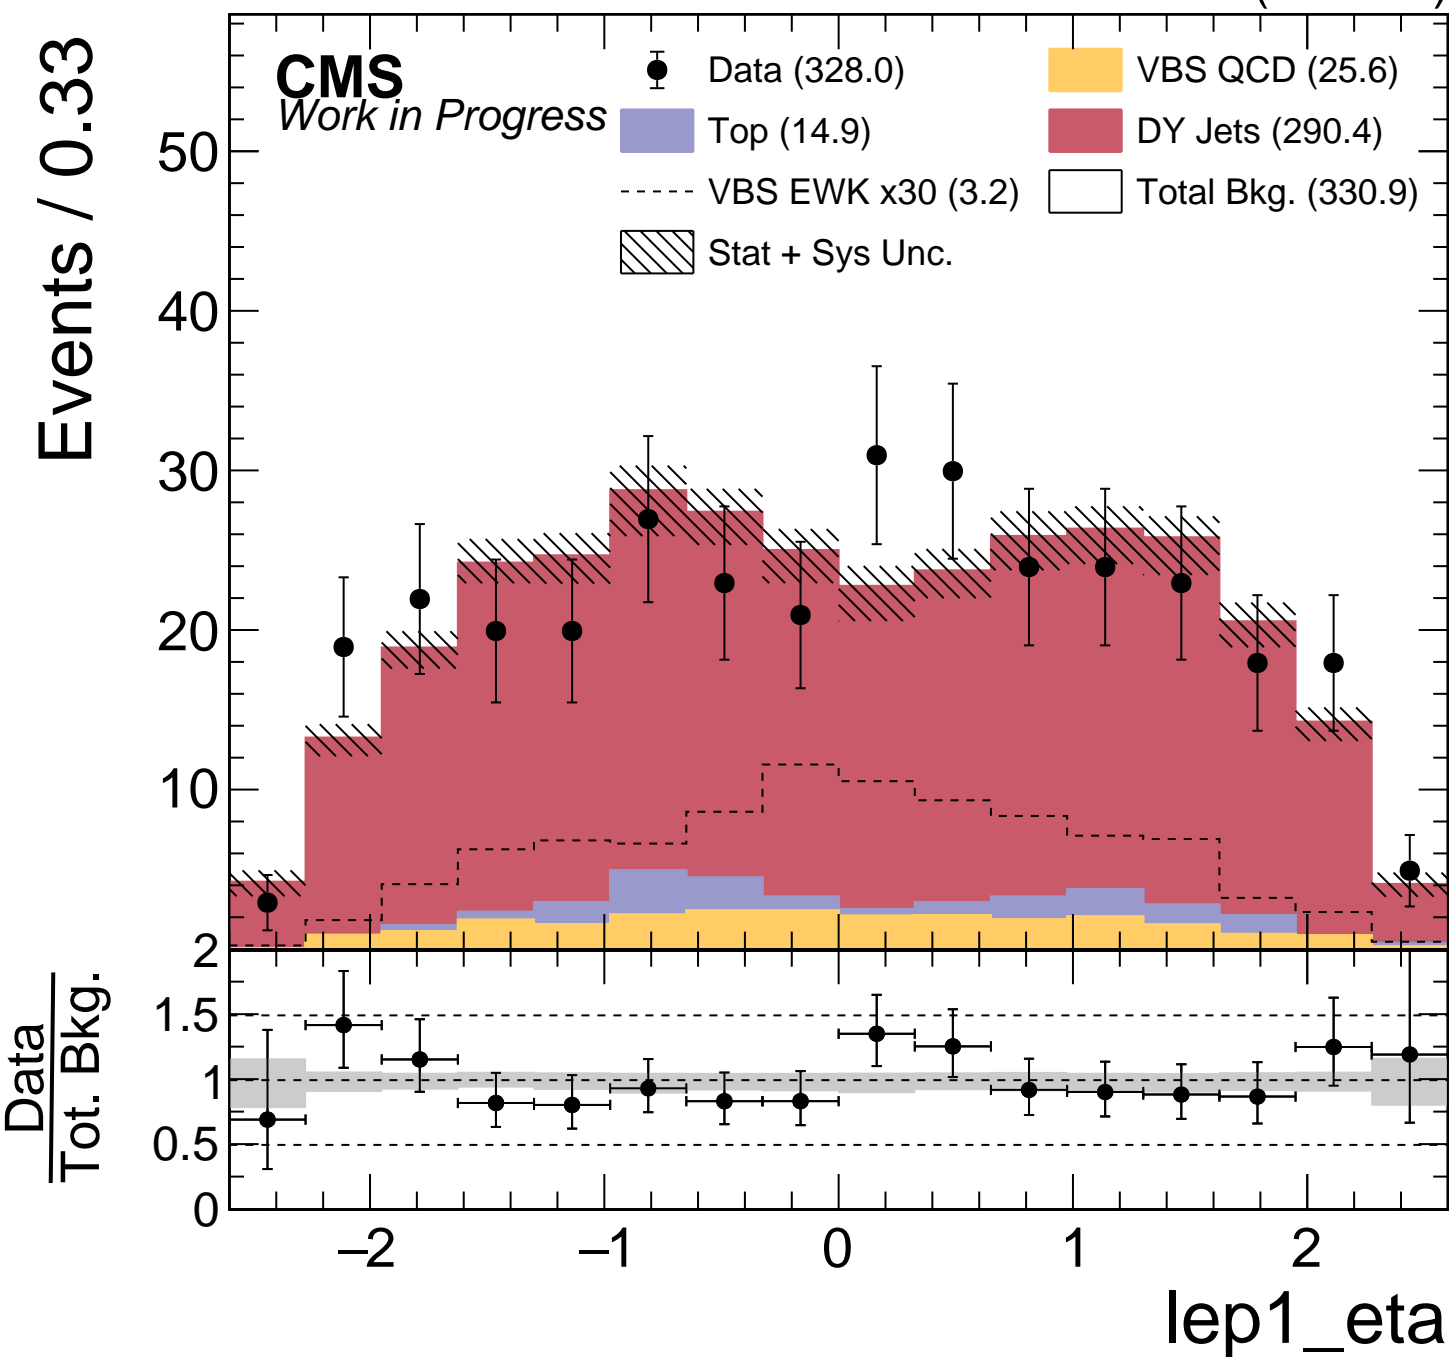 CMS
Work in Progress
Data (328.0)
VBS QCD (25.6)
Top (14.9)
DY Jets (290.4)
VBS EWK x30 (3.2)
Total Bkg. (330.9)
Stat + Sys Unc.
Events / 0.33
50
40
30
20
10
2
1.5
1
0.5
0
Data
Tot. Bkg.
−2
−1
0
1
2
lep1_eta